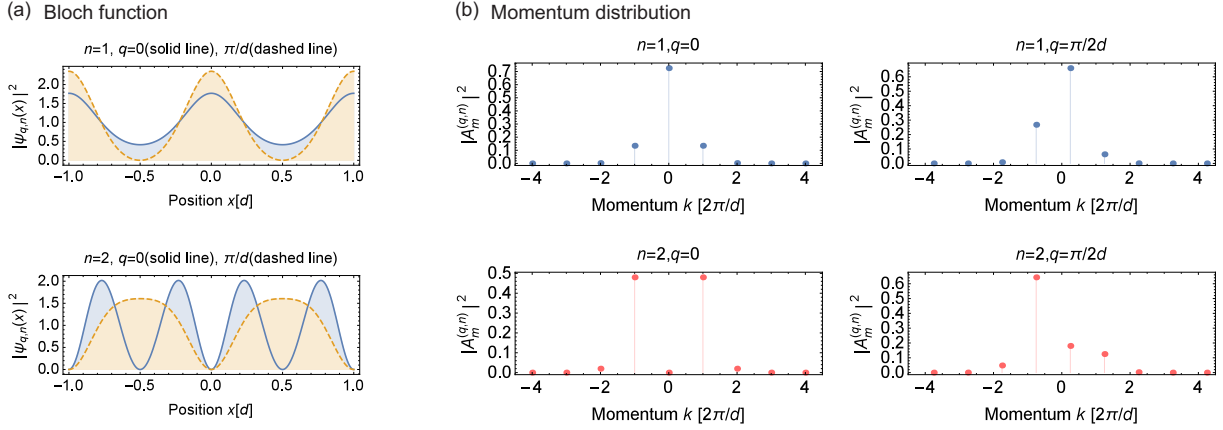 (a) Bloch function
n=1, q=0(solid line), π/d(dashed line)
|ψq,n(x)|²
2.0
1.5
1.0
0.5
0.0
−1.0 −0.5 0.0 0.5 1.0
Position x[d]
n=2, q=0(solid line), π/d(dashed line)
|ψq,n(x)|²
2.0
1.5
1.0
0.5
0.0
−1.0 −0.5 0.0 0.5 1.0
Position x[d]
(b) Momentum distribution
n=1,q=0
|Am^(q,n)|²
0.7
0.6
0.5
0.4
0.3
0.2
0.1
0.0
−4 −2 0 2 4
Momentum k [2π/d]
n=1,q=π/2d
|Am^(q,n)|²
0.6
0.5
0.4
0.3
0.2
0.1
0.0
−4 −2 0 2 4
Momentum k [2π/d]
n=2,q=0
|Am^(q,n)|²
0.5
0.4
0.3
0.2
0.1
0.0
−4 −2 0 2 4
Momentum k [2π/d]
n=2,q=π/2d
|Am^(q,n)|²
0.6
0.5
0.4
0.3
0.2
0.1
0.0
−4 −2 0 2 4
Momentum k [2π/d]